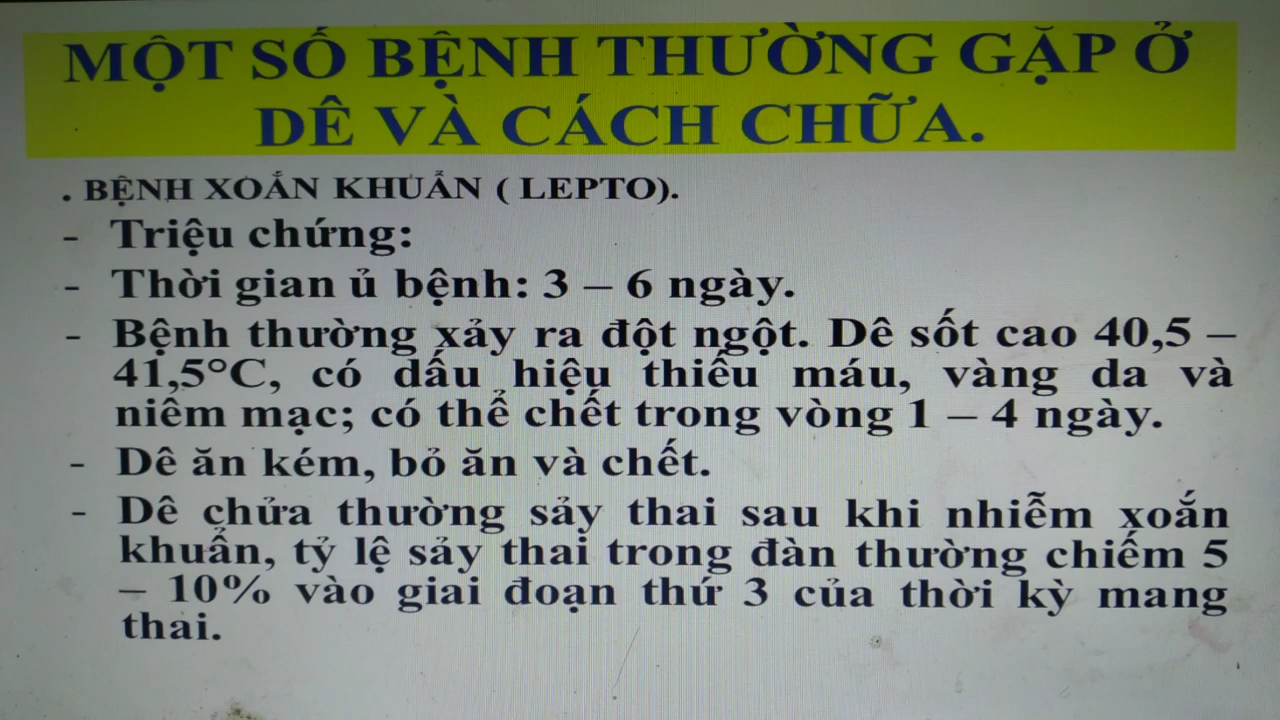 MỘT SỐ BỆNH THƯỜNG GẶP Ở
DÊ VÀ CÁCH CHỮA.
. BỆNH XOẮN KHUẨN ( LEPTO).
- Triệu chứng:
- Thời gian ủ bệnh: 3 – 6 ngày.
- Bệnh thường xảy ra đột ngột. Dê sốt cao 40,5 –
41,5°C, có dấu hiệu thiếu máu, vàng da và
niêm mạc; có thể chết trong vòng 1 – 4 ngày.
- Dê ăn kém, bỏ ăn và chết.
- Dê chửa thường sảy thai sau khi nhiễm xoắn
khuẩn, tỷ lệ sảy thai trong đàn thường chiếm 5
– 10% vào giai đoạn thứ 3 của thời kỳ mang
thai.